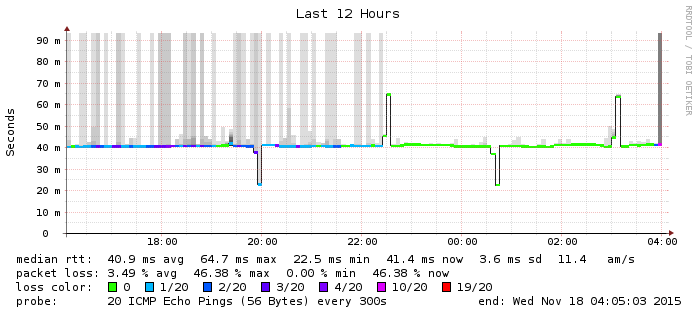 Last 12 Hours
RRDTOOL / TOBI OETIKER
Seconds
90 m
80 m
70 m
60 m
50 m
40 m
30 m
20 m
10 m
0
18:00 20:00 22:00 00:00 02:00 04:00
median rtt: 40.9 ms avg 64.7 ms max 22.5 ms min 41.4 ms now 3.6 ms sd 11.4 am/s
packet loss: 3.49 % avg 46.38 % max 0.00 % min 46.38 % now
loss color: 0 1/20 2/20 3/20 4/20 10/20 19/20
probe: 20 ICMP Echo Pings (56 Bytes) every 300s end: Wed Nov 18 04:05:03 2015